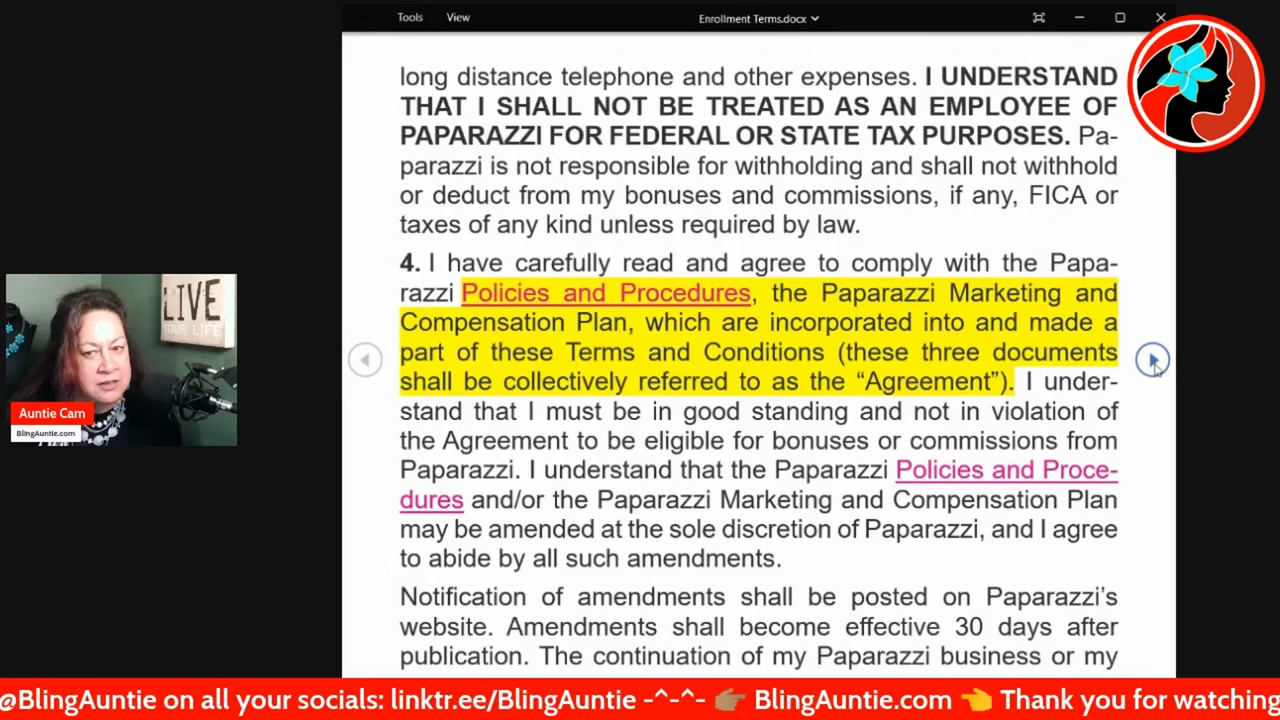 Tools View Enrollment Terms.docx
long distance telephone and other expenses. I UNDERSTAND
THAT I SHALL NOT BE TREATED AS AN EMPLOYEE OF
PAPARAZZI FOR FEDERAL OR STATE TAX PURPOSES. Pa-
parazzi is not responsible for withholding and shall not withhold
or deduct from my bonuses and commissions, if any, FICA or
taxes of any kind unless required by law.
4. I have carefully read and agree to comply with the Papa-
razzi Policies and Procedures, the Paparazzi Marketing and
Compensation Plan, which are incorporated into and made a
part of these Terms and Conditions (these three documents
shall be collectively referred to as the “Agreement”). I under-
stand that I must be in good standing and not in violation of
the Agreement to be eligible for bonuses or commissions from
Paparazzi. I understand that the Paparazzi Policies and Proce-
dures and/or the Paparazzi Marketing and Compensation Plan
may be amended at the sole discretion of Paparazzi, and I agree
to abide by all such amendments.
Notification of amendments shall be posted on Paparazzi’s
website. Amendments shall become effective 30 days after
publication. The continuation of my Paparazzi business or my
LIVE
YOUR LIFE
Auntie Cam
BlingAuntie.com
@BlingAuntie on all your socials: linktr.ee/BlingAuntie -^-^- 👉🏽 BlingAuntie.com 👈 Thank you for watching